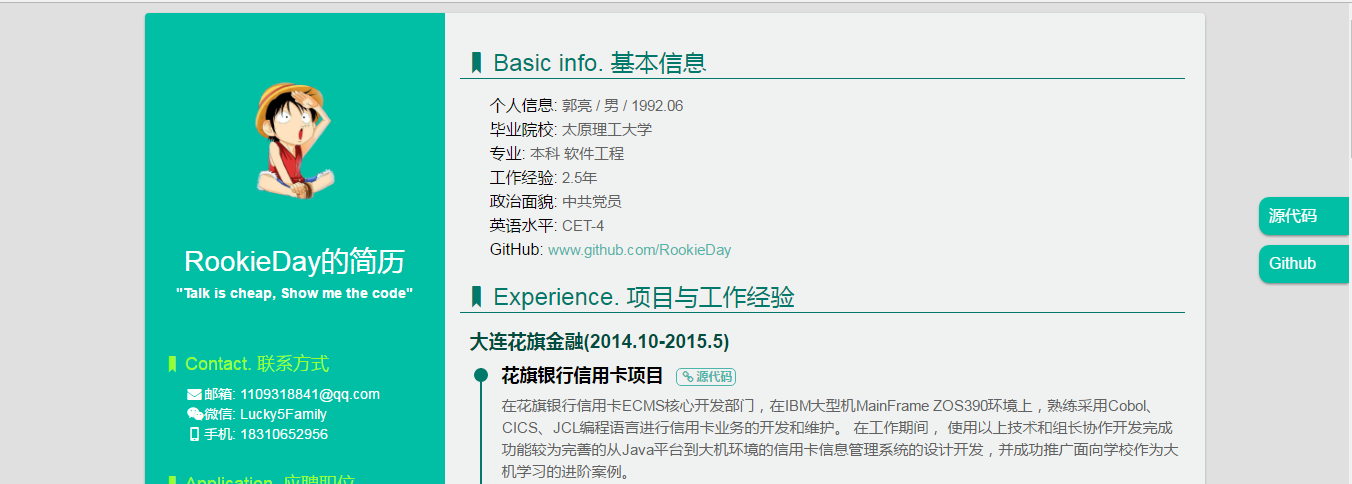 RookieDay的简历
"Talk is cheap, Show me the code"
Contact. 联系方式
邮箱: 1109318841@qq.com
微信: Lucky5Family
手机: 18310652956
Application. 应聘职位
Basic info. 基本信息
个人信息: 郭亮 / 男 / 1992.06
毕业院校: 太原理工大学
专业: 本科 软件工程
工作经验: 2.5年
政治面貌: 中共党员
英语水平: CET-4
GitHub: www.github.com/RookieDay
Experience. 项目与工作经验
大连花旗金融(2014.10-2015.5)
花旗银行信用卡项目 源代码
在花旗银行信用卡ECMS核心开发部门，在IBM大型机MainFrame ZOS390环境上，熟练采用Cobol、
CICS、JCL编程语言进行信用卡业务的开发和维护。 在工作期间， 使用以上技术和组长协作开发完成
功能较为完善的从Java平台到大机环境的信用卡信息管理系统的设计开发，并成功推广面向学校作为大
机学习的进阶案例。
源代码
Github